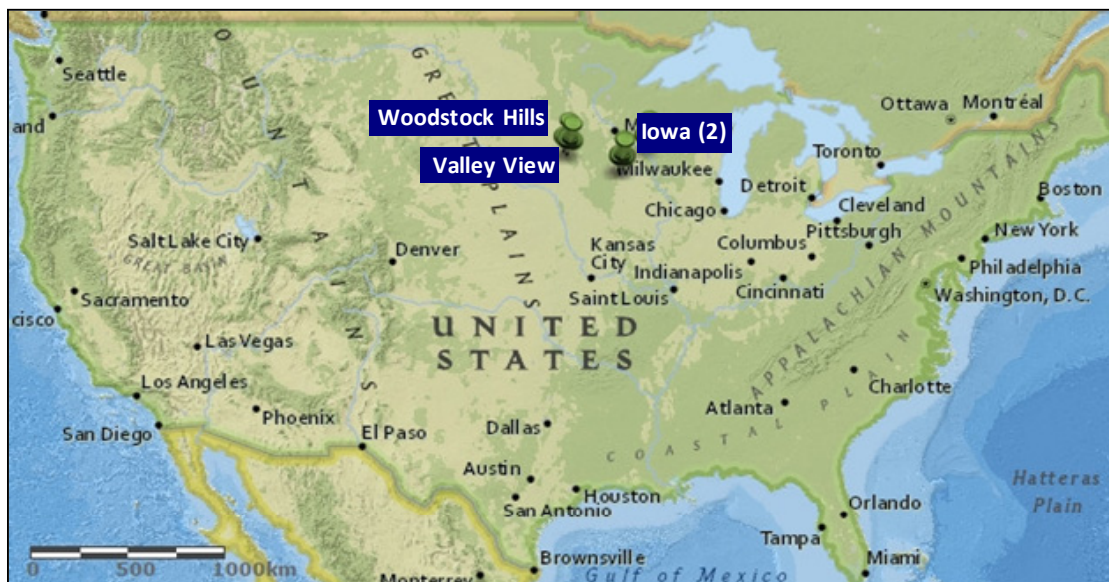 Seattle
O
U
N
T
A
I
N
S
GREAT PLAINS
Woodstock Hills
Valley View
Iowa (2)
M
Milwaukee
Ottawa
Montréal
Toronto
Detroit
Boston
Chicago
Cleveland
Pittsburgh
New York
Philadelphia
Washington, D.C.
Columbus
Indianapolis
Cincinnati
Kansas
City
Saint Louis
Denver
Salt Lake City
GREAT BASIN
and
Sacramento
cisco
Las Vegas
Los Angeles
San Diego
Phoenix
El Paso
UNITED
STATES
APPALACHIAN MOUNTAINS
COASTAL PLAIN
Charlotte
Atlanta
Dallas
Austin
San Antonio
Houston
Brownsville
Monterrey
Gulf of Mexico
Orlando
Tampa
Miami
Hatteras
Plain
0 500 1000km